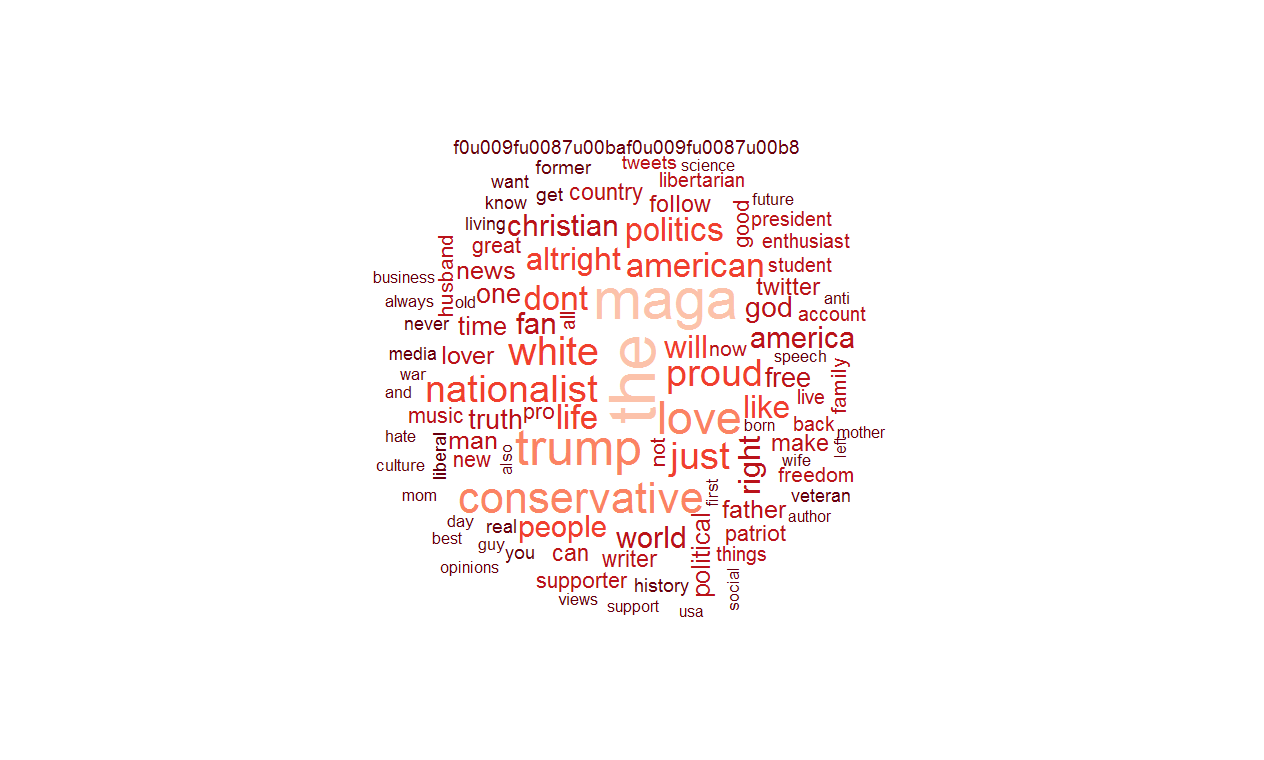 f0u009fu0087u00baf0u009fu0087u00b8
former
tweets
science
want
get
country
libertarian
know
follow
good
future
living
christian
politics
president
husband
great
enthusiast
news
altright
american
student
business
one
dont
maga
twitter
anti
always
old
god
account
never
time
fan
all
america
media
lover
white
the
will
now
speech
war
proud
free
family
and
nationalist
love
like
live
music
truth
pro
life
born
back
mother
hate
liberal
man
not
just
right
make
left
culture
new
also
trump
wife
freedom
mom
conservative
first
veteran
day
real
people
father
author
best
guy
you
can
world
political
patriot
opinions
writer
things
supporter
history
social
views
support
usa